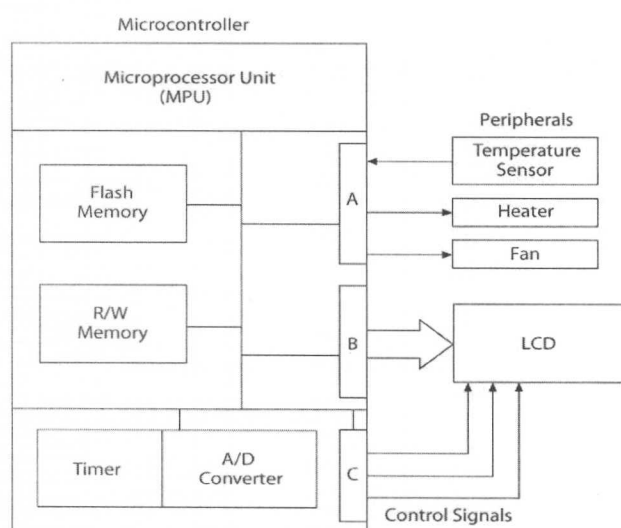 Microcontroller
Microprocessor Unit
(MPU)
Peripherals
Temperature
Sensor
A
Flash
Memory
Heater
Fan
R/W
Memory
B
LCD
Timer
A/D
Converter
C
Control Signals